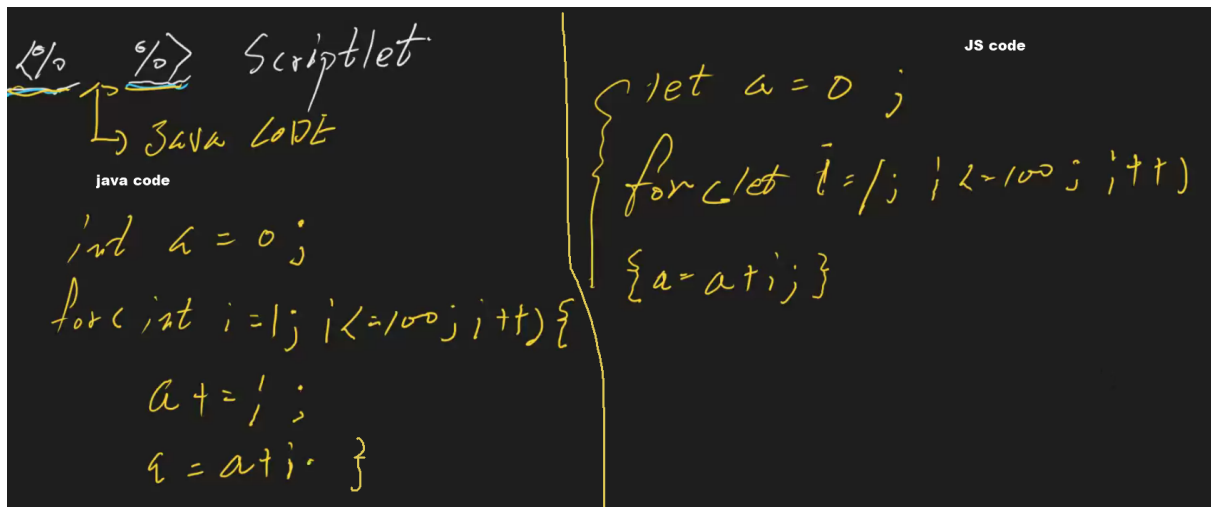 <% %> Scriptlet
Java CODE
java code
int a = 0;
for( int i = 1; i<=100; i++){
a += i;
a = a+i. }
JS code
{ let a = 0 ;
for(let i = 1; i <= 100 ; i++)
{a = a+i;}